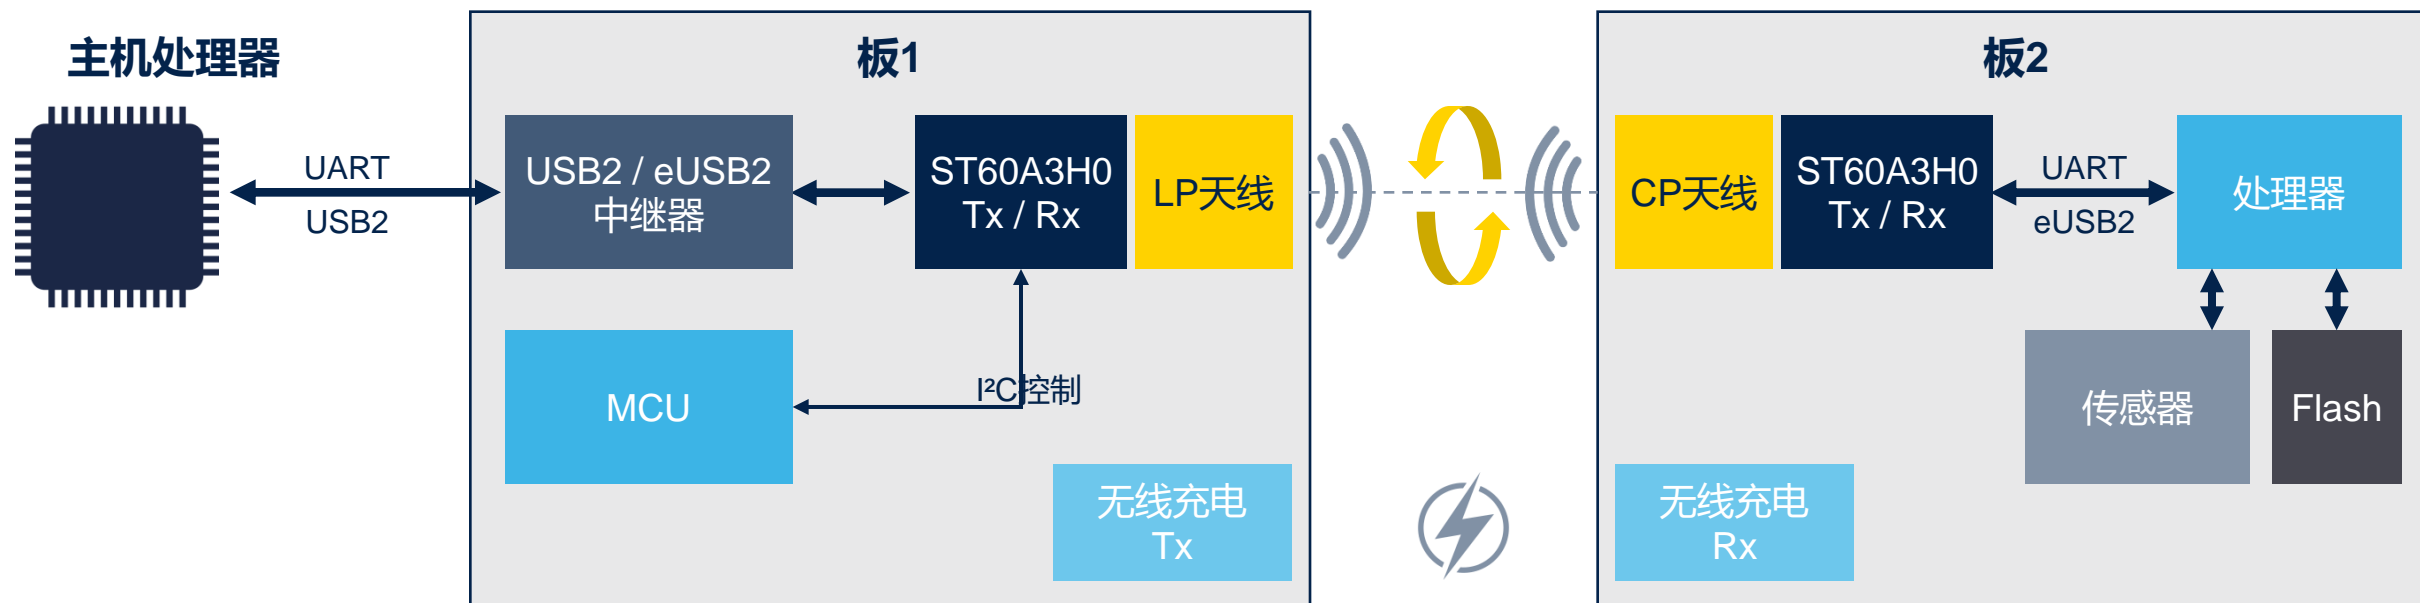 主机处理器
UART
USB2
板1
USB2 / eUSB2
中继器
ST60A3H0
Tx / Rx
LP天线
MCU
I²C控制
无线充电
Tx
板2
CP天线
ST60A3H0
Tx / Rx
UART
eUSB2
处理器
传感器
Flash
无线充电
Rx